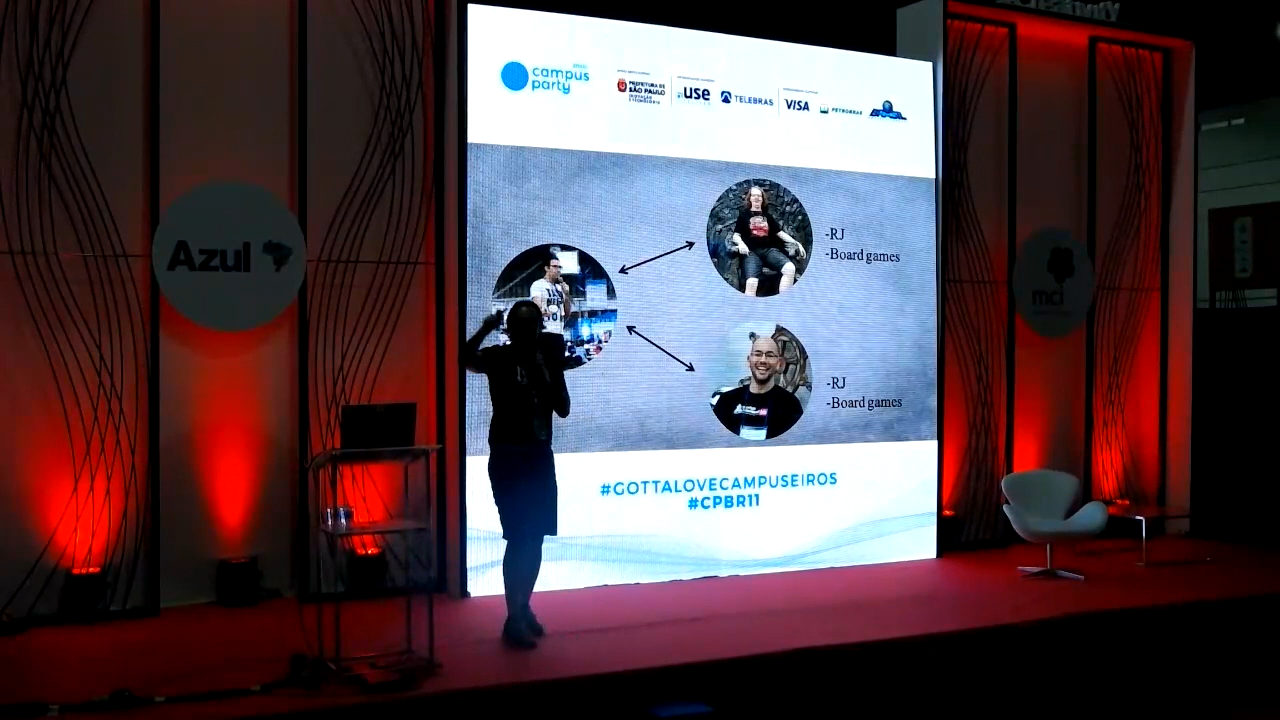 campus
party
PREFEITURA DE
SÃO PAULO
use
TELEBRAS
VISA
PETROBRAS
Azul
mci
-RJ
-Board games
-RJ
-Board games
#GOTTALOVECAMPUSEIROS
#CPBR11